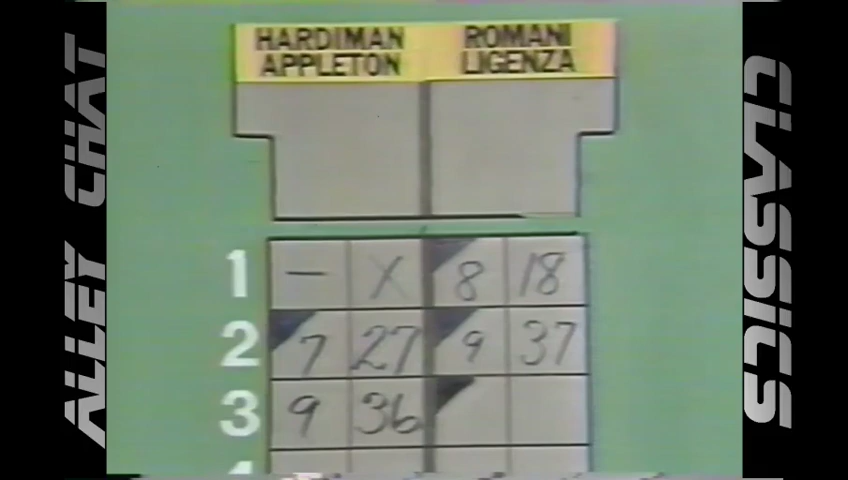 ALLEY CHAT
HARDIMAN APPLETON
ROMANI LIGENZA
1 — X 8 18
2 7 27 9 37
3 9 36
CLASSICS